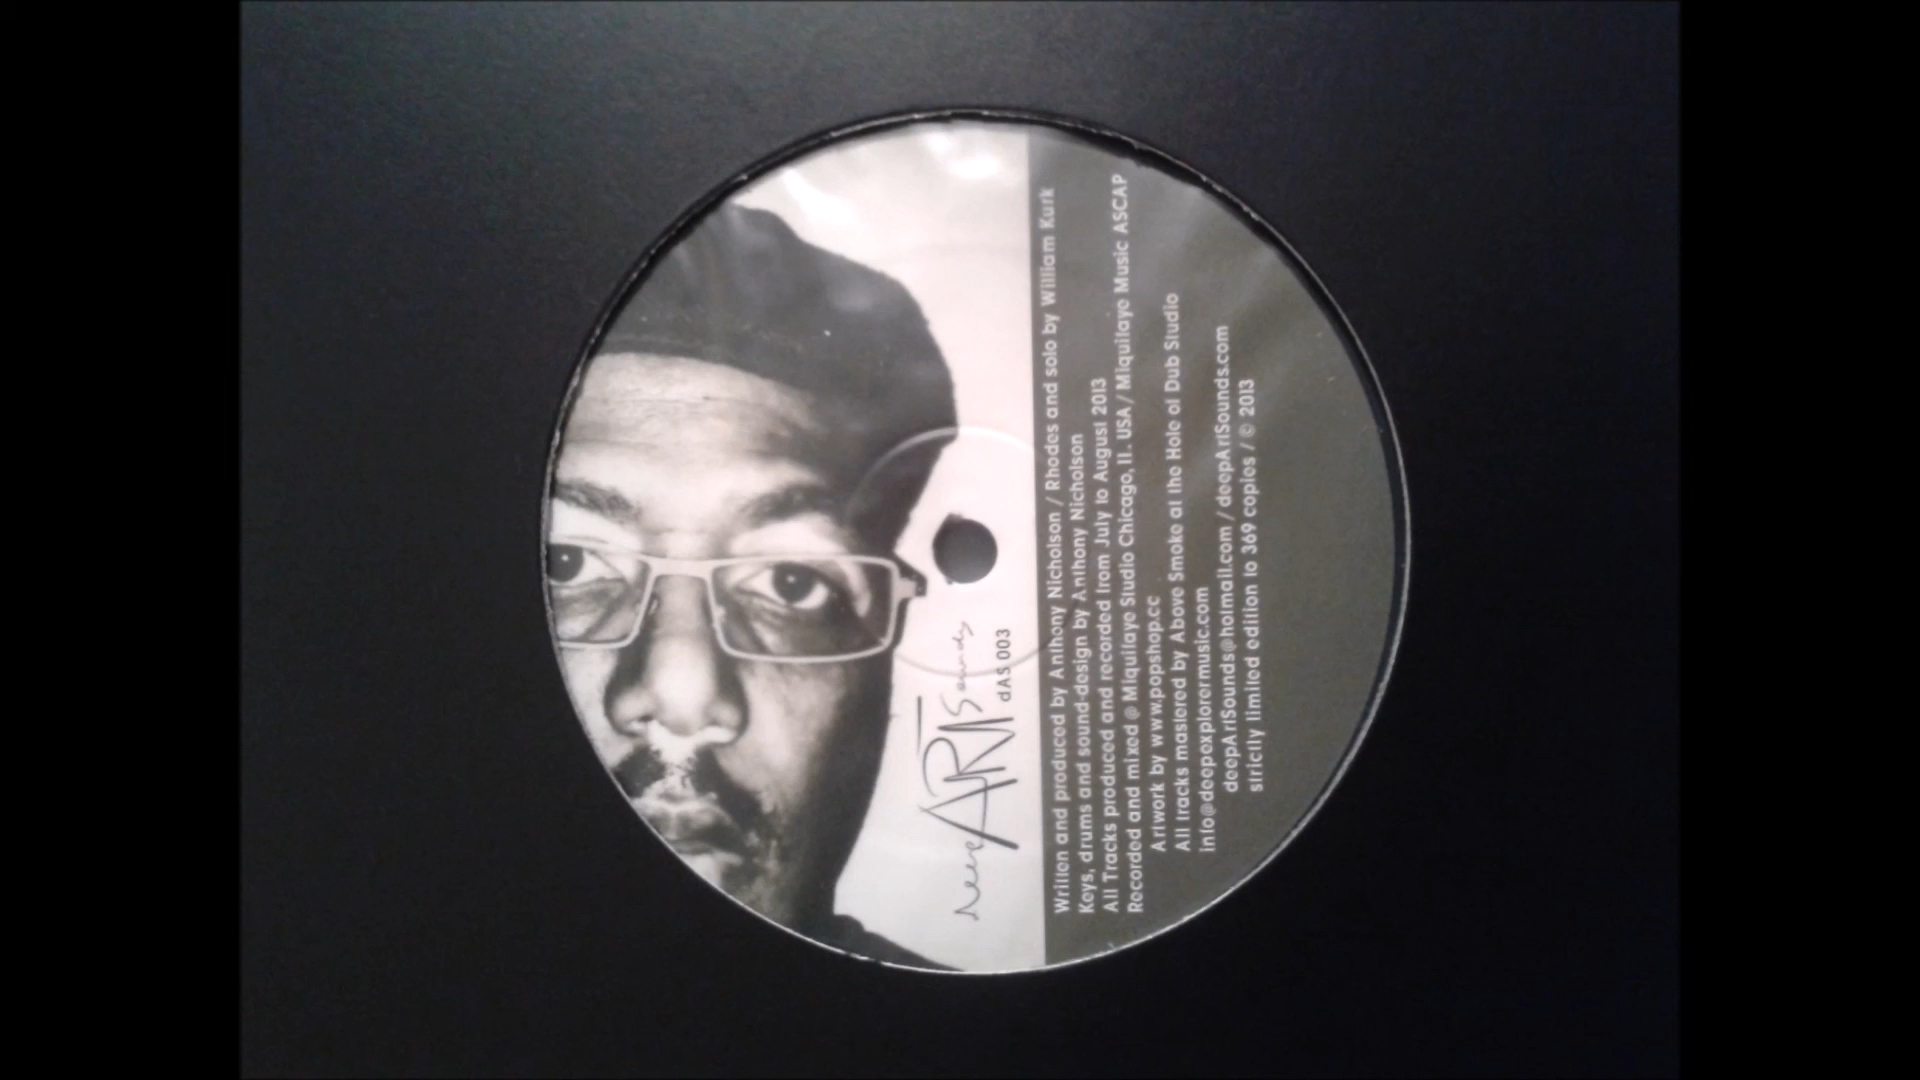 deepARTSounds
dAS 003
Written and produced by Anthony Nicholson / Rhodes and solo by William Kurk
Keys, drums and sound-design by Anthony Nicholson
All Tracks produced and recorded from July to August 2013
Recorded and mixed @ Miquilaye Studio Chicago, Il. USA / Miquilaye Music ASCAP
Artwork by www.popshop.cc
All tracks mastered by Above Smoke at the Hole of Dub Studio
info@deepexplorermusic.com
deepArtSounds@hotmail.com / deepArtSounds.com
strictly limited edition to 369 copies / © 2013